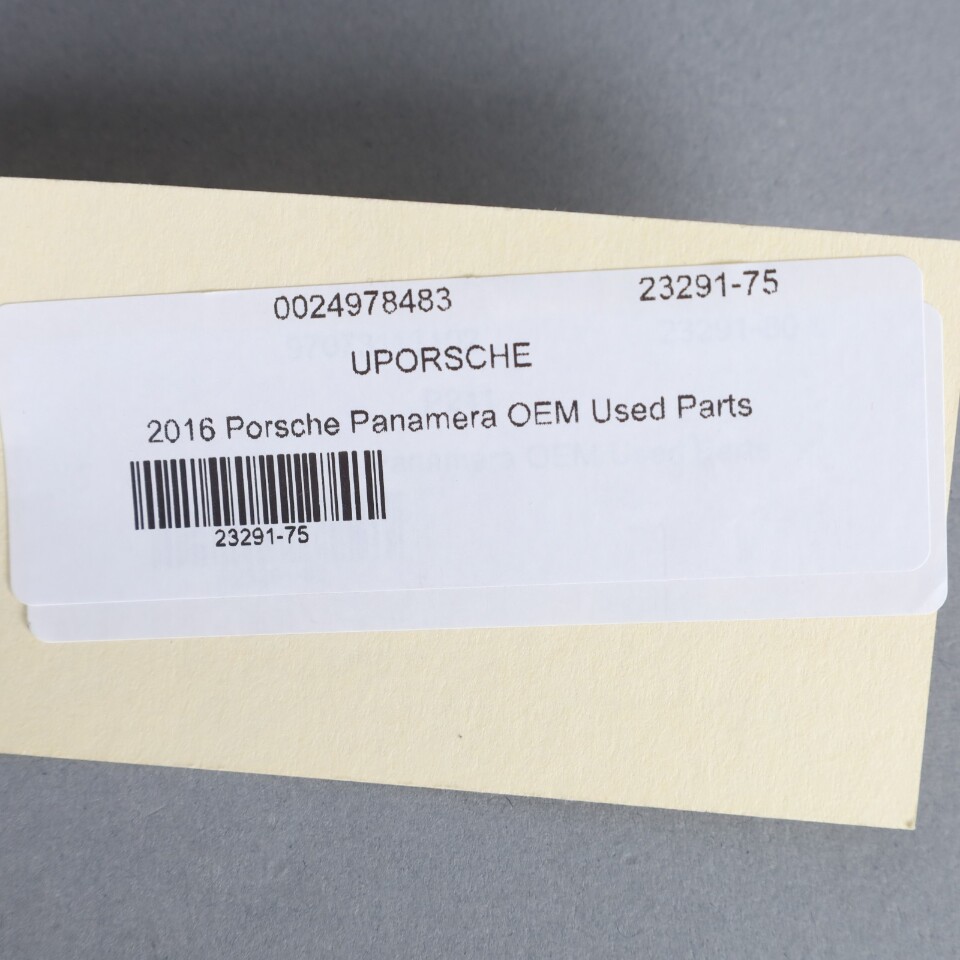 0024978483 23291-75
UPORSCHE
2016 Porsche Panamera OEM Used Parts
23291-75